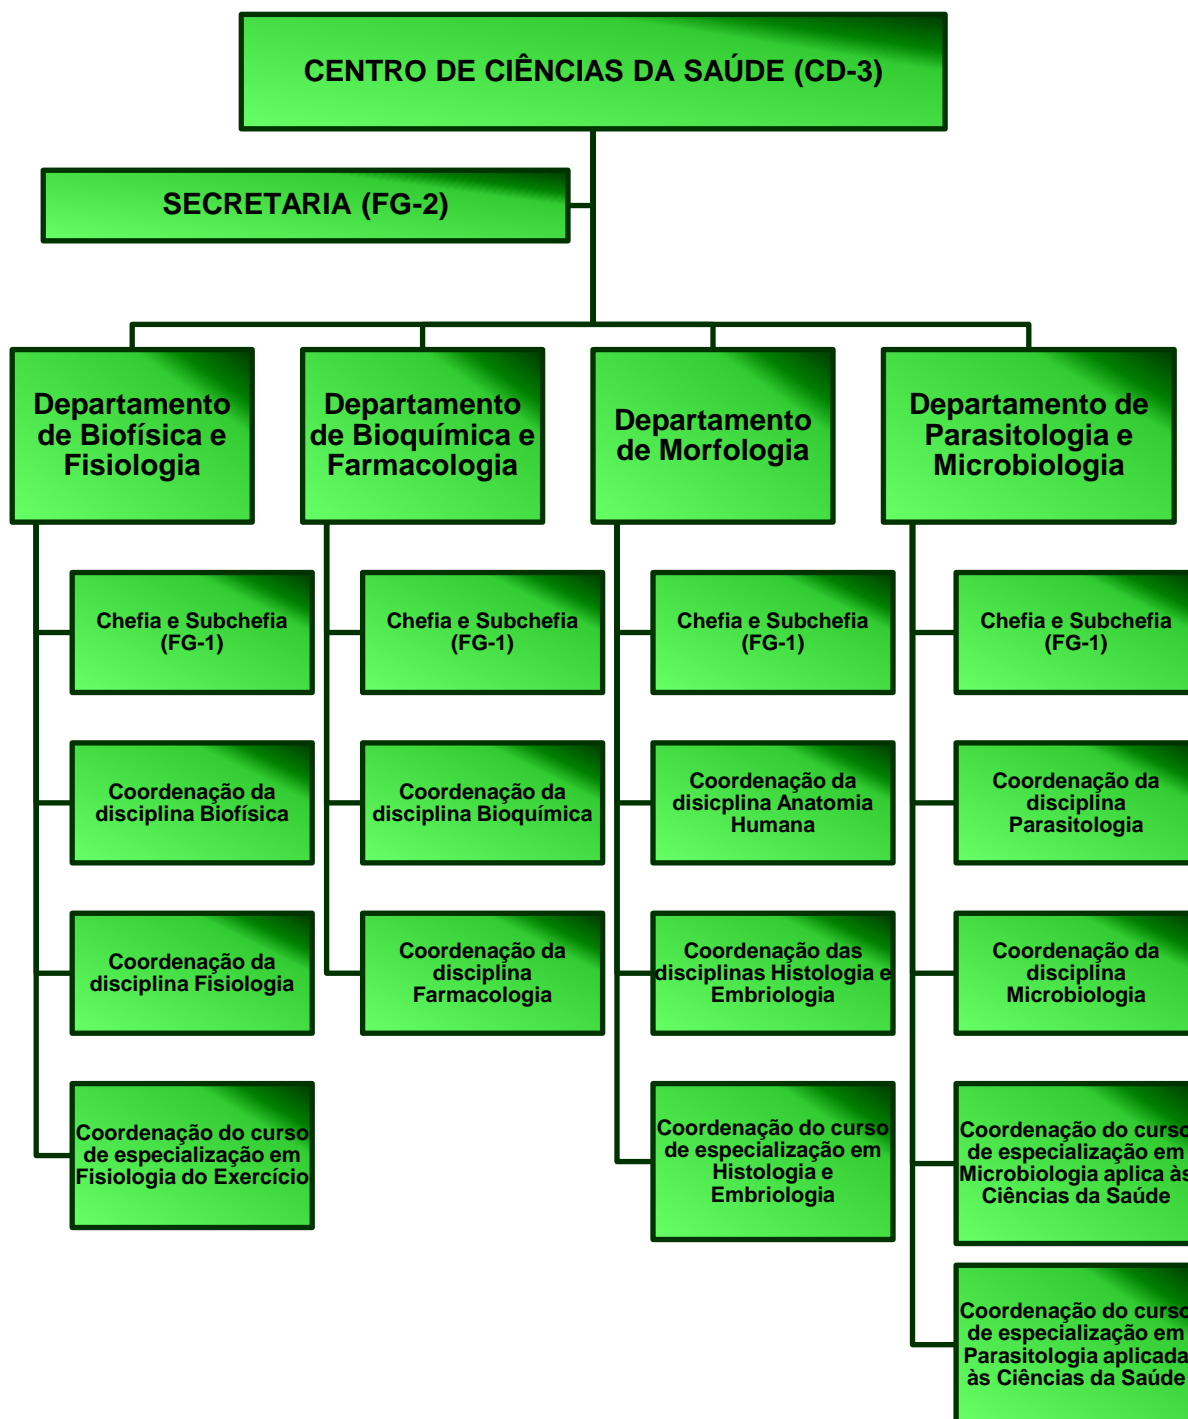 CENTRO DE CIÊNCIAS DA SAÚDE (CD-3)
SECRETARIA (FG-2)
Departamento
de Biofísica e
Fisiologia
Chefia e Subchefia
(FG-1)
Coordenação da
disciplina Biofísica
Coordenação da
disciplina Fisiologia
Coordenação do curso
de especialização em
Fisiologia do Exercício
Departamento
de Bioquímica e
Farmacologia
Chefia e Subchefia
(FG-1)
Coordenação da
disciplina Bioquímica
Coordenação da
disciplina
Farmacologia
Departamento
de Morfologia
Chefia e Subchefia
(FG-1)
Coordenação da
disicplina Anatomia
Humana
Coordenação das
disciplinas Histologia e
Embriologia
Coordenação do curso
de especialização em
Histologia e
Embriologia
Departamento de
Parasitologia e
Microbiologia
Chefia e Subchefia
(FG-1)
Coordenação da
disciplina
Parasitologia
Coordenação da
disciplina
Microbiologia
Coordenação do curso
de especialização em
Microbiologia aplica às
Ciências da Saúde
Coordenação do curso
de especialização em
Parasitologia aplicada
às Ciências da Saúde